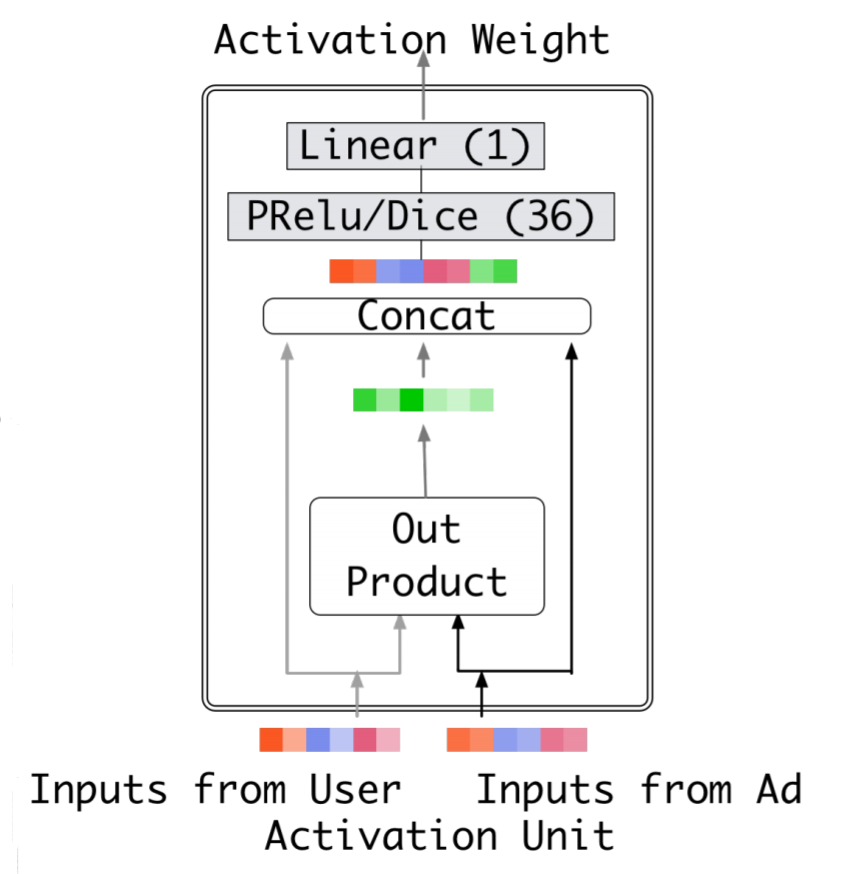 Activation Weight
Linear (1)
PRelu/Dice (36)
Concat
Out
Product
Inputs from User
Inputs from Ad
Activation Unit